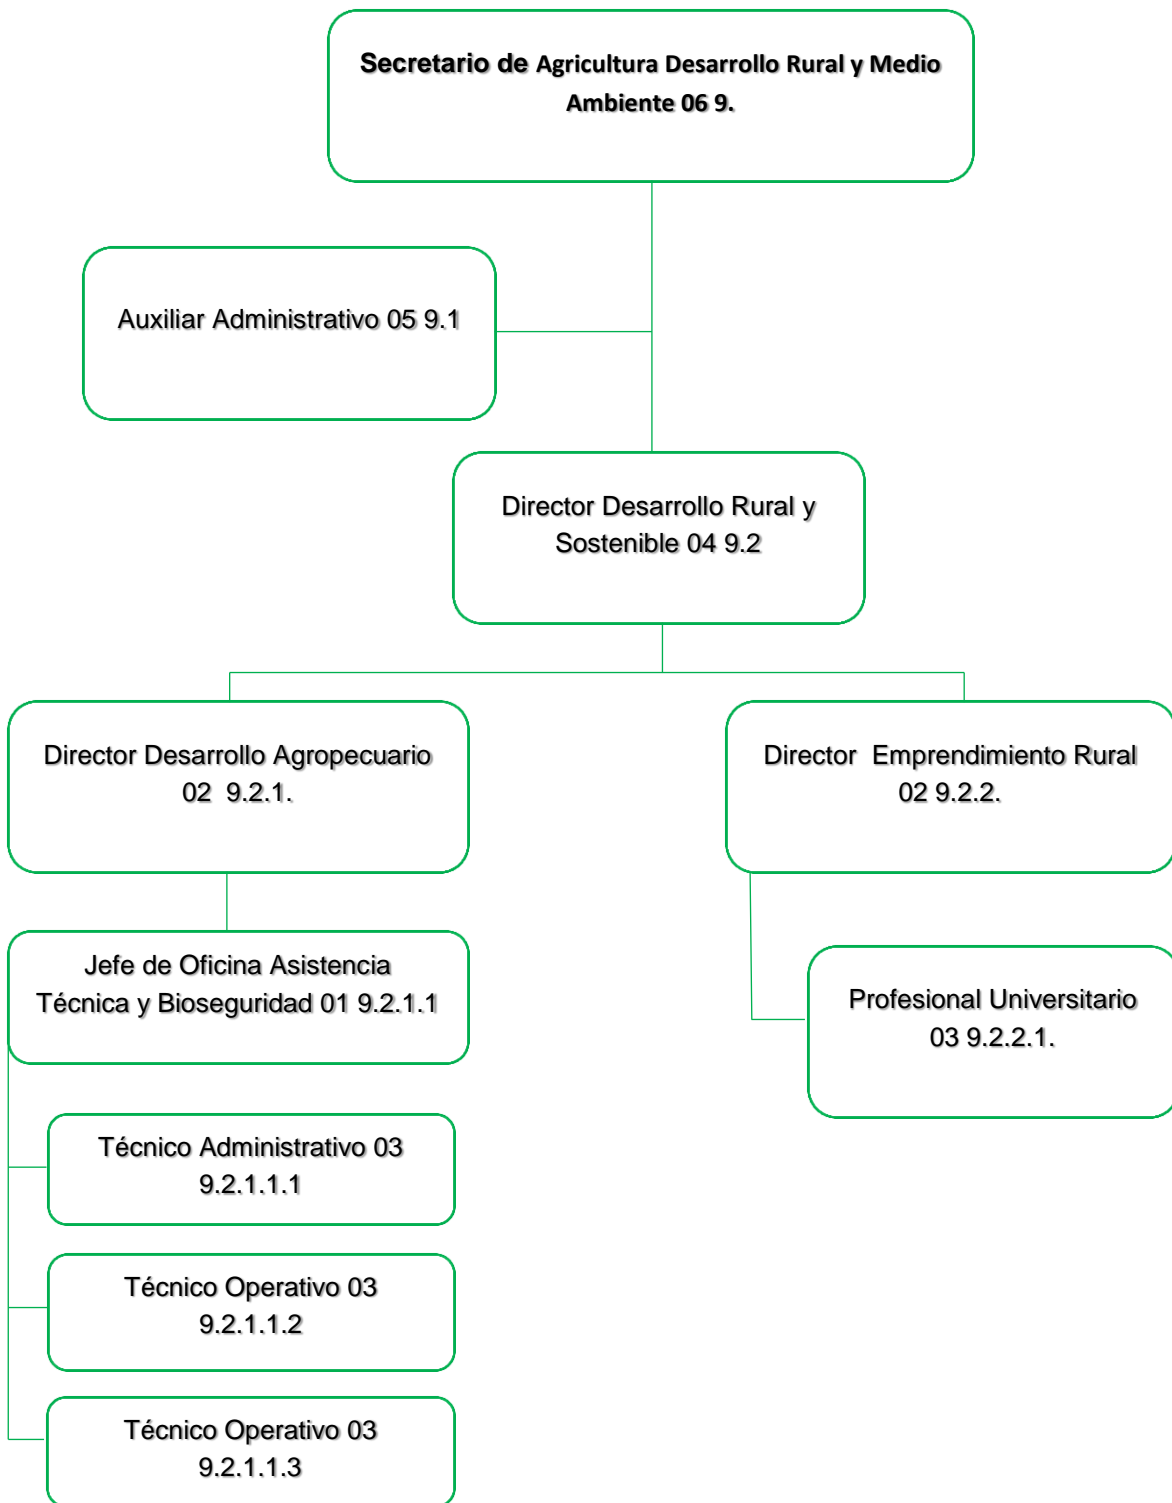 Secretario de Agricultura Desarrollo Rural y Medio
Ambiente 06 9.
Auxiliar Administrativo 05 9.1
Director Desarrollo Rural y
Sostenible 04 9.2
Director Desarrollo Agropecuario
02 9.2.1.
Director Emprendimiento Rural
02 9.2.2.
Jefe de Oficina Asistencia
Técnica y Bioseguridad 01 9.2.1.1
Profesional Universitario
03 9.2.2.1.
Técnico Administrativo 03
9.2.1.1.1
Técnico Operativo 03
9.2.1.1.2
Técnico Operativo 03
9.2.1.1.3